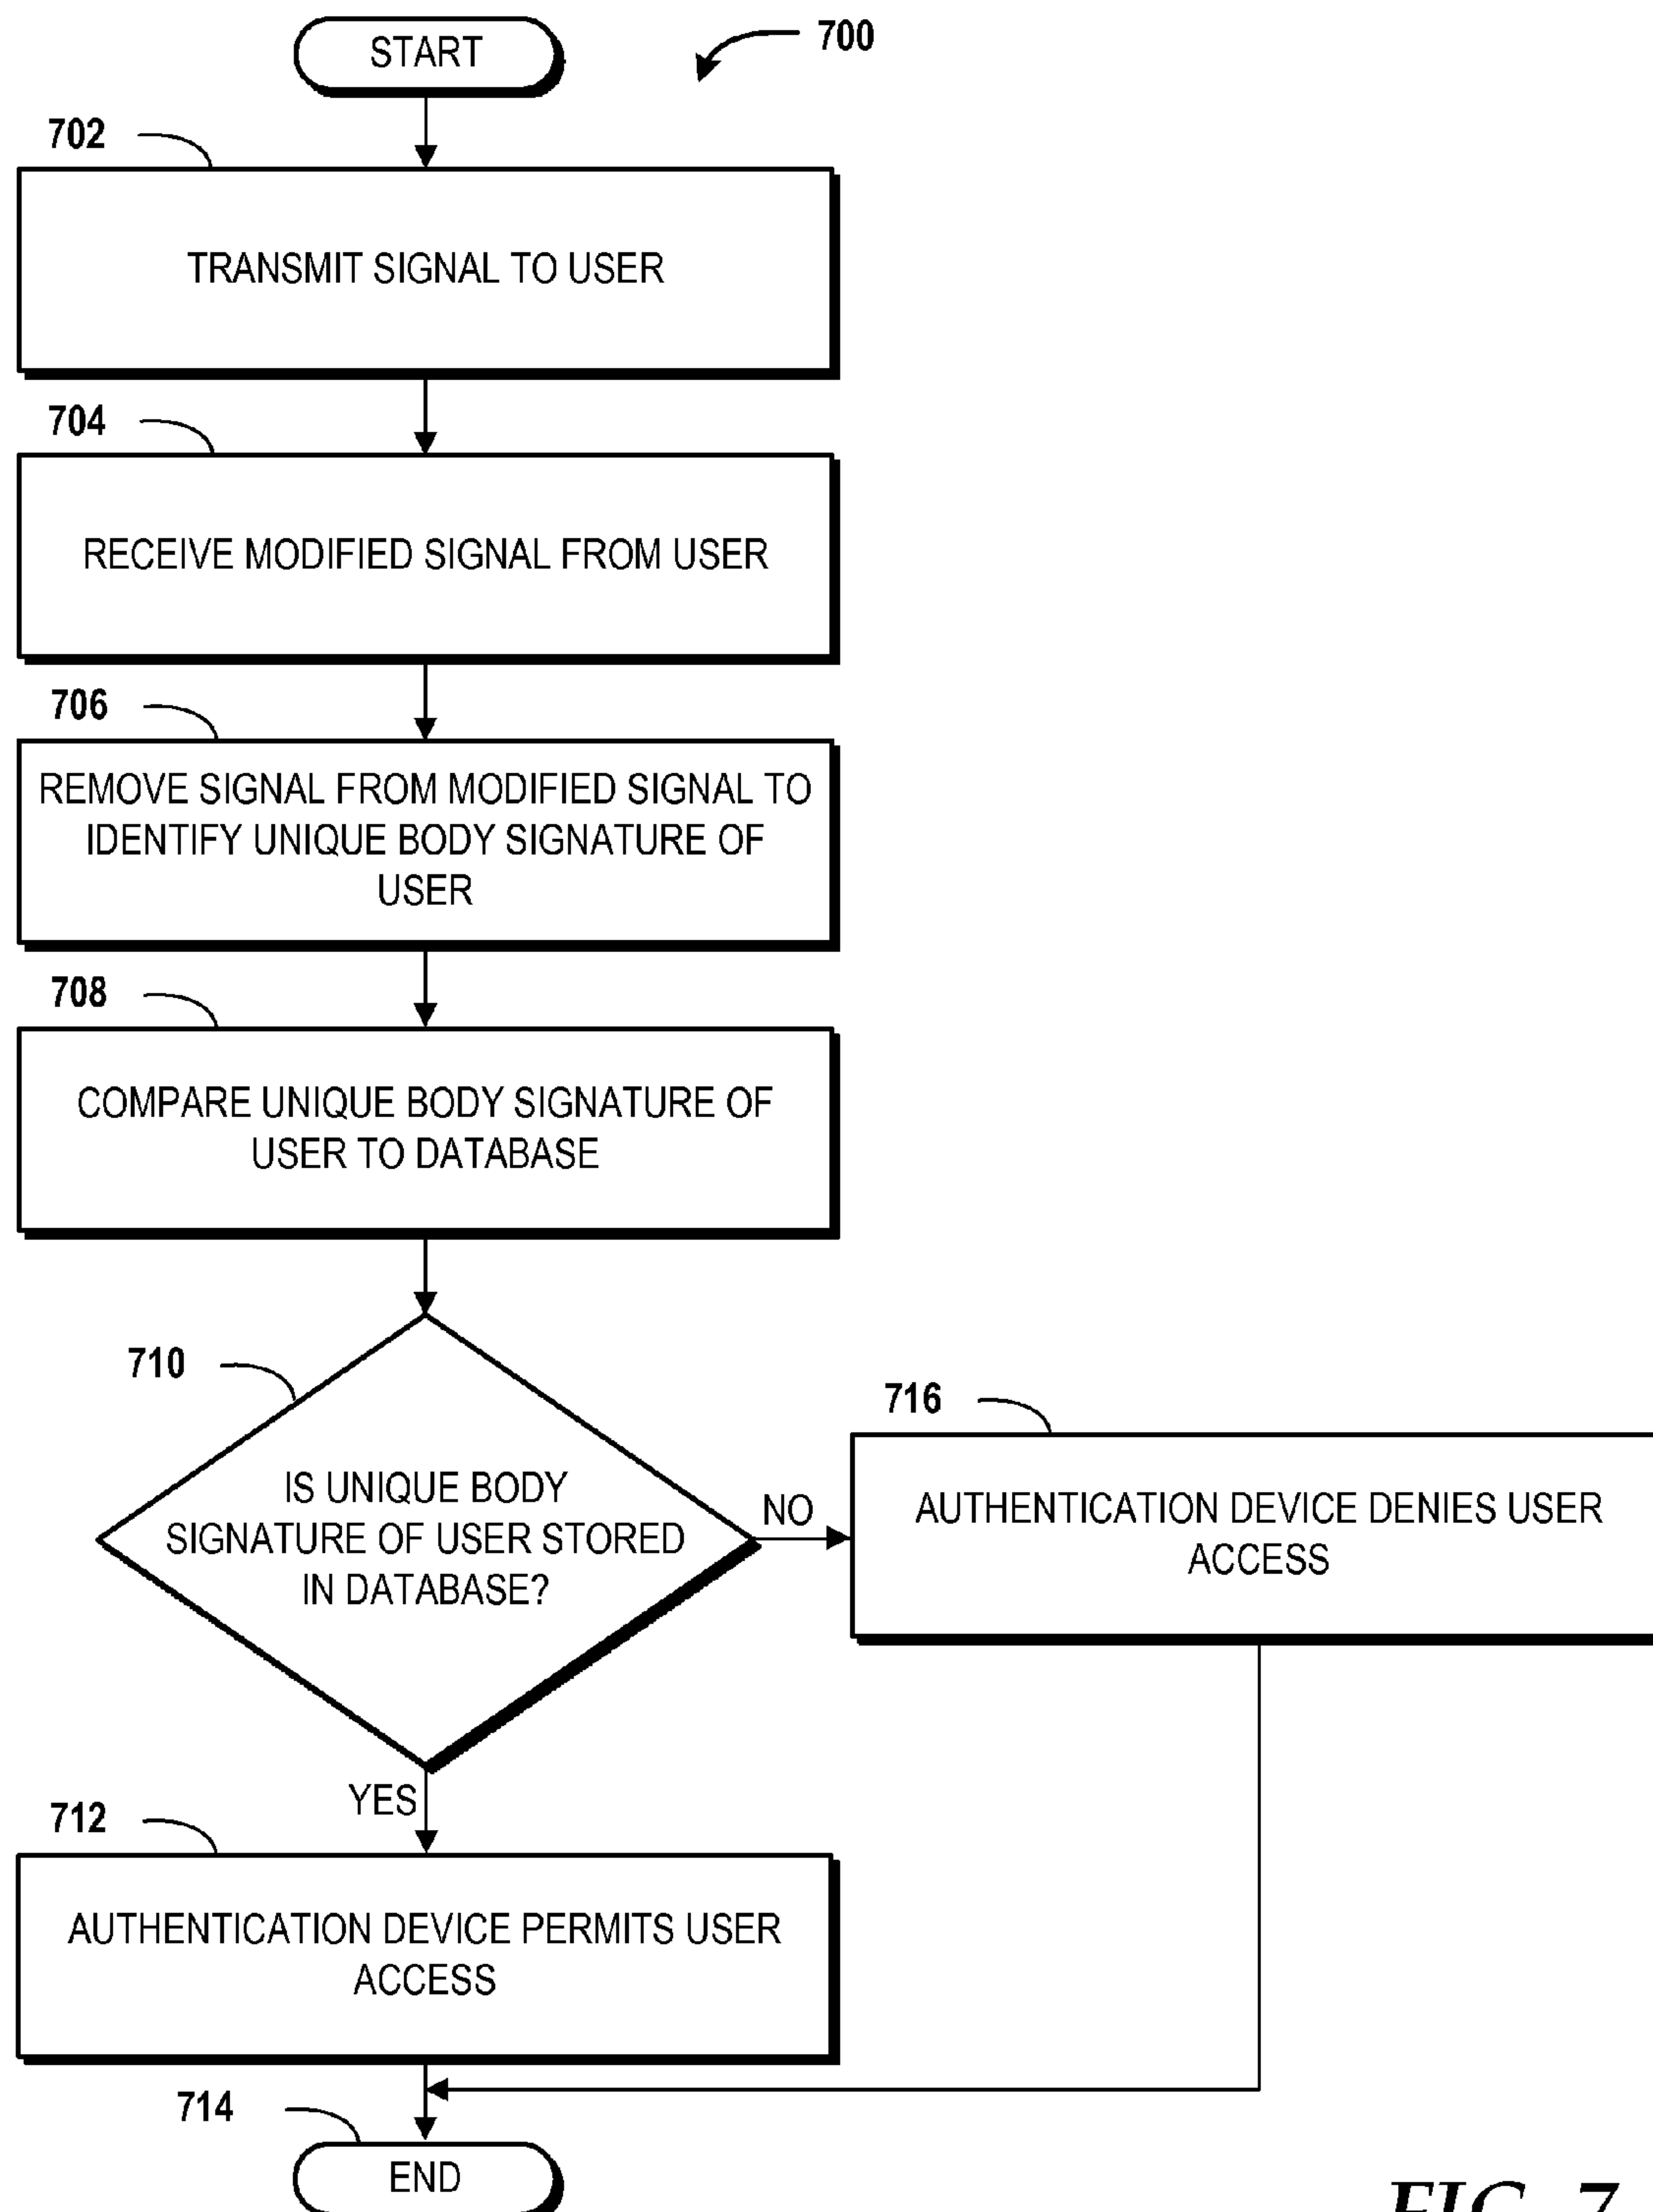 START
700
702
TRANSMIT SIGNAL TO USER
704
RECEIVE MODIFIED SIGNAL FROM USER
706
REMOVE SIGNAL FROM MODIFIED SIGNAL TO
IDENTIFY UNIQUE BODY SIGNATURE OF
USER
708
COMPARE UNIQUE BODY SIGNATURE OF
USER TO DATABASE
710
IS UNIQUE BODY
SIGNATURE OF USER STORED
IN DATABASE?
NO
716
AUTHENTICATION DEVICE DENIES USER
ACCESS
YES
712
AUTHENTICATION DEVICE PERMITS USER
ACCESS
714
END
FIG. 7